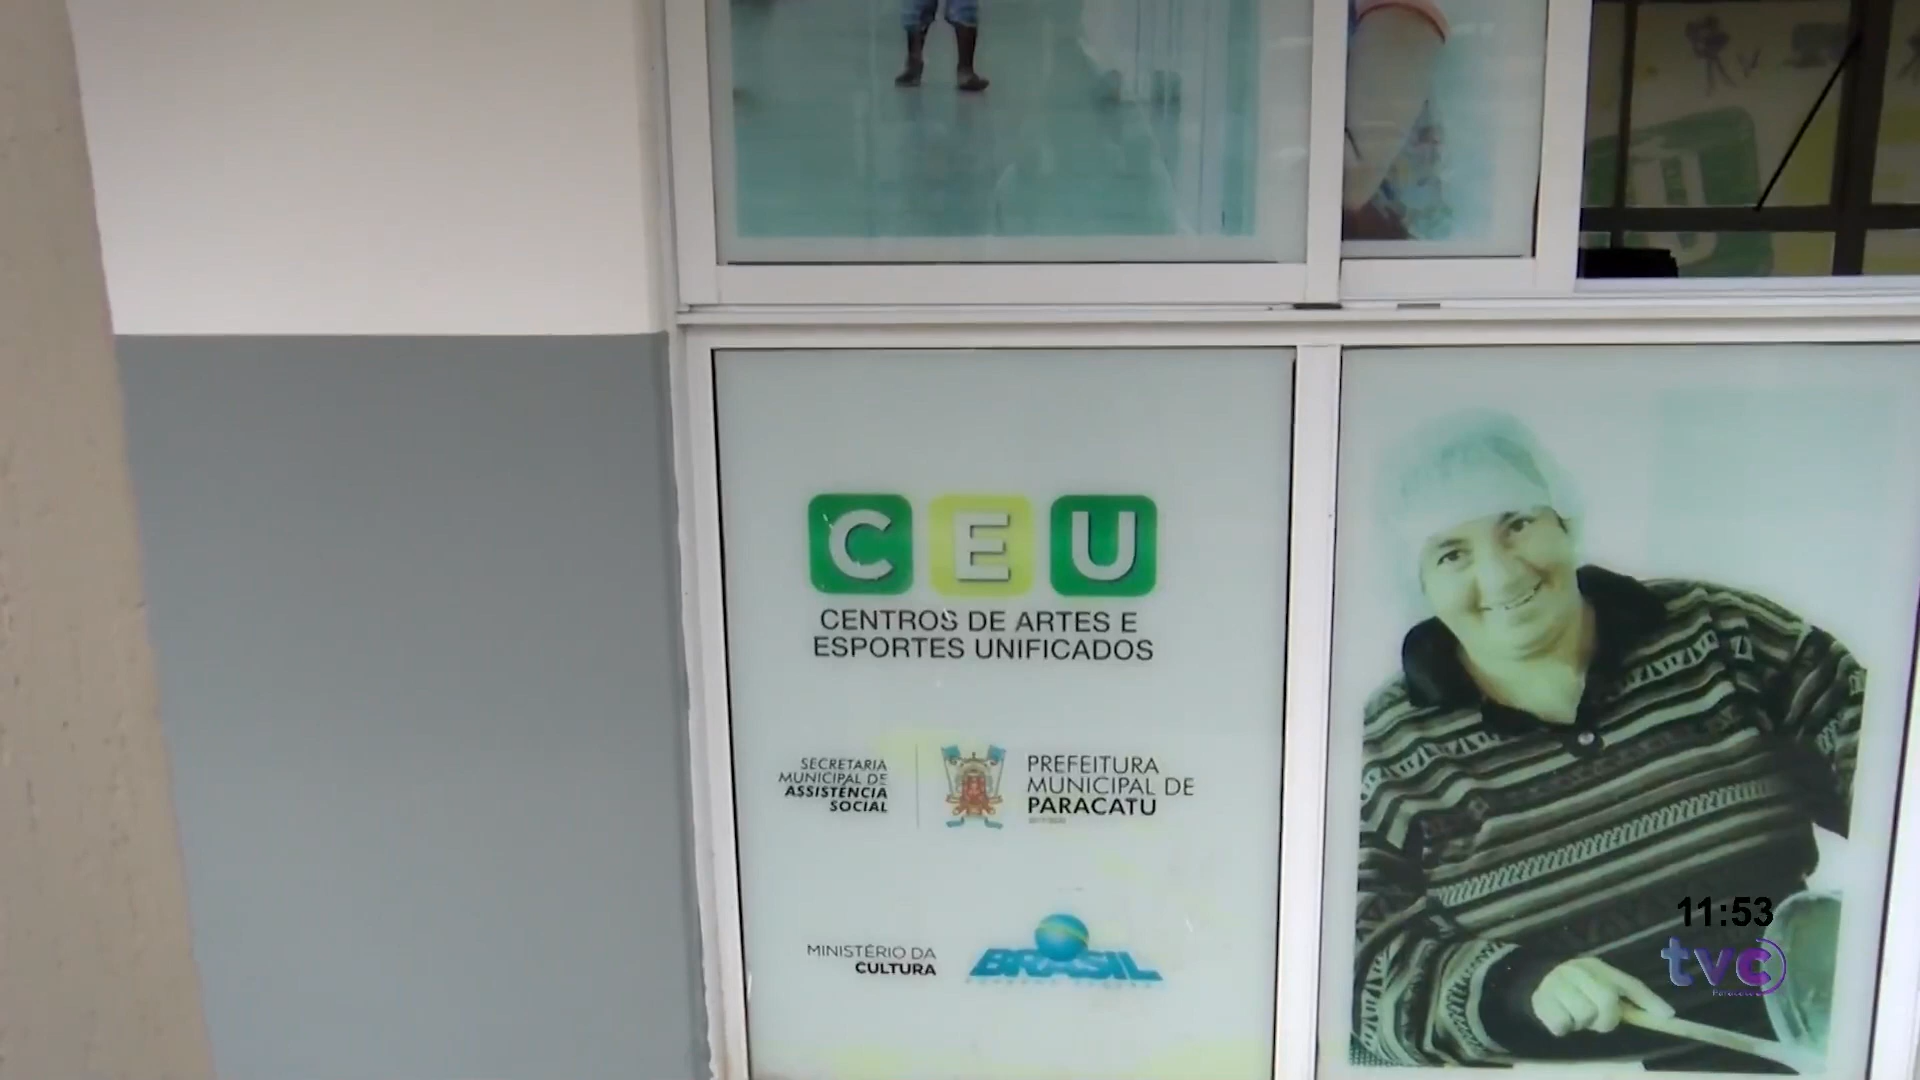 CEU
CENTROS DE ARTES E
ESPORTES UNIFICADOS
SECRETARIA
MUNICIPAL DE
ASSISTÊNCIA
SOCIAL
PREFEITURA
MUNICIPAL DE
PARACATU
MINISTÉRIO DA
CULTURA
BRASIL
11:53
tvc
Paracatu